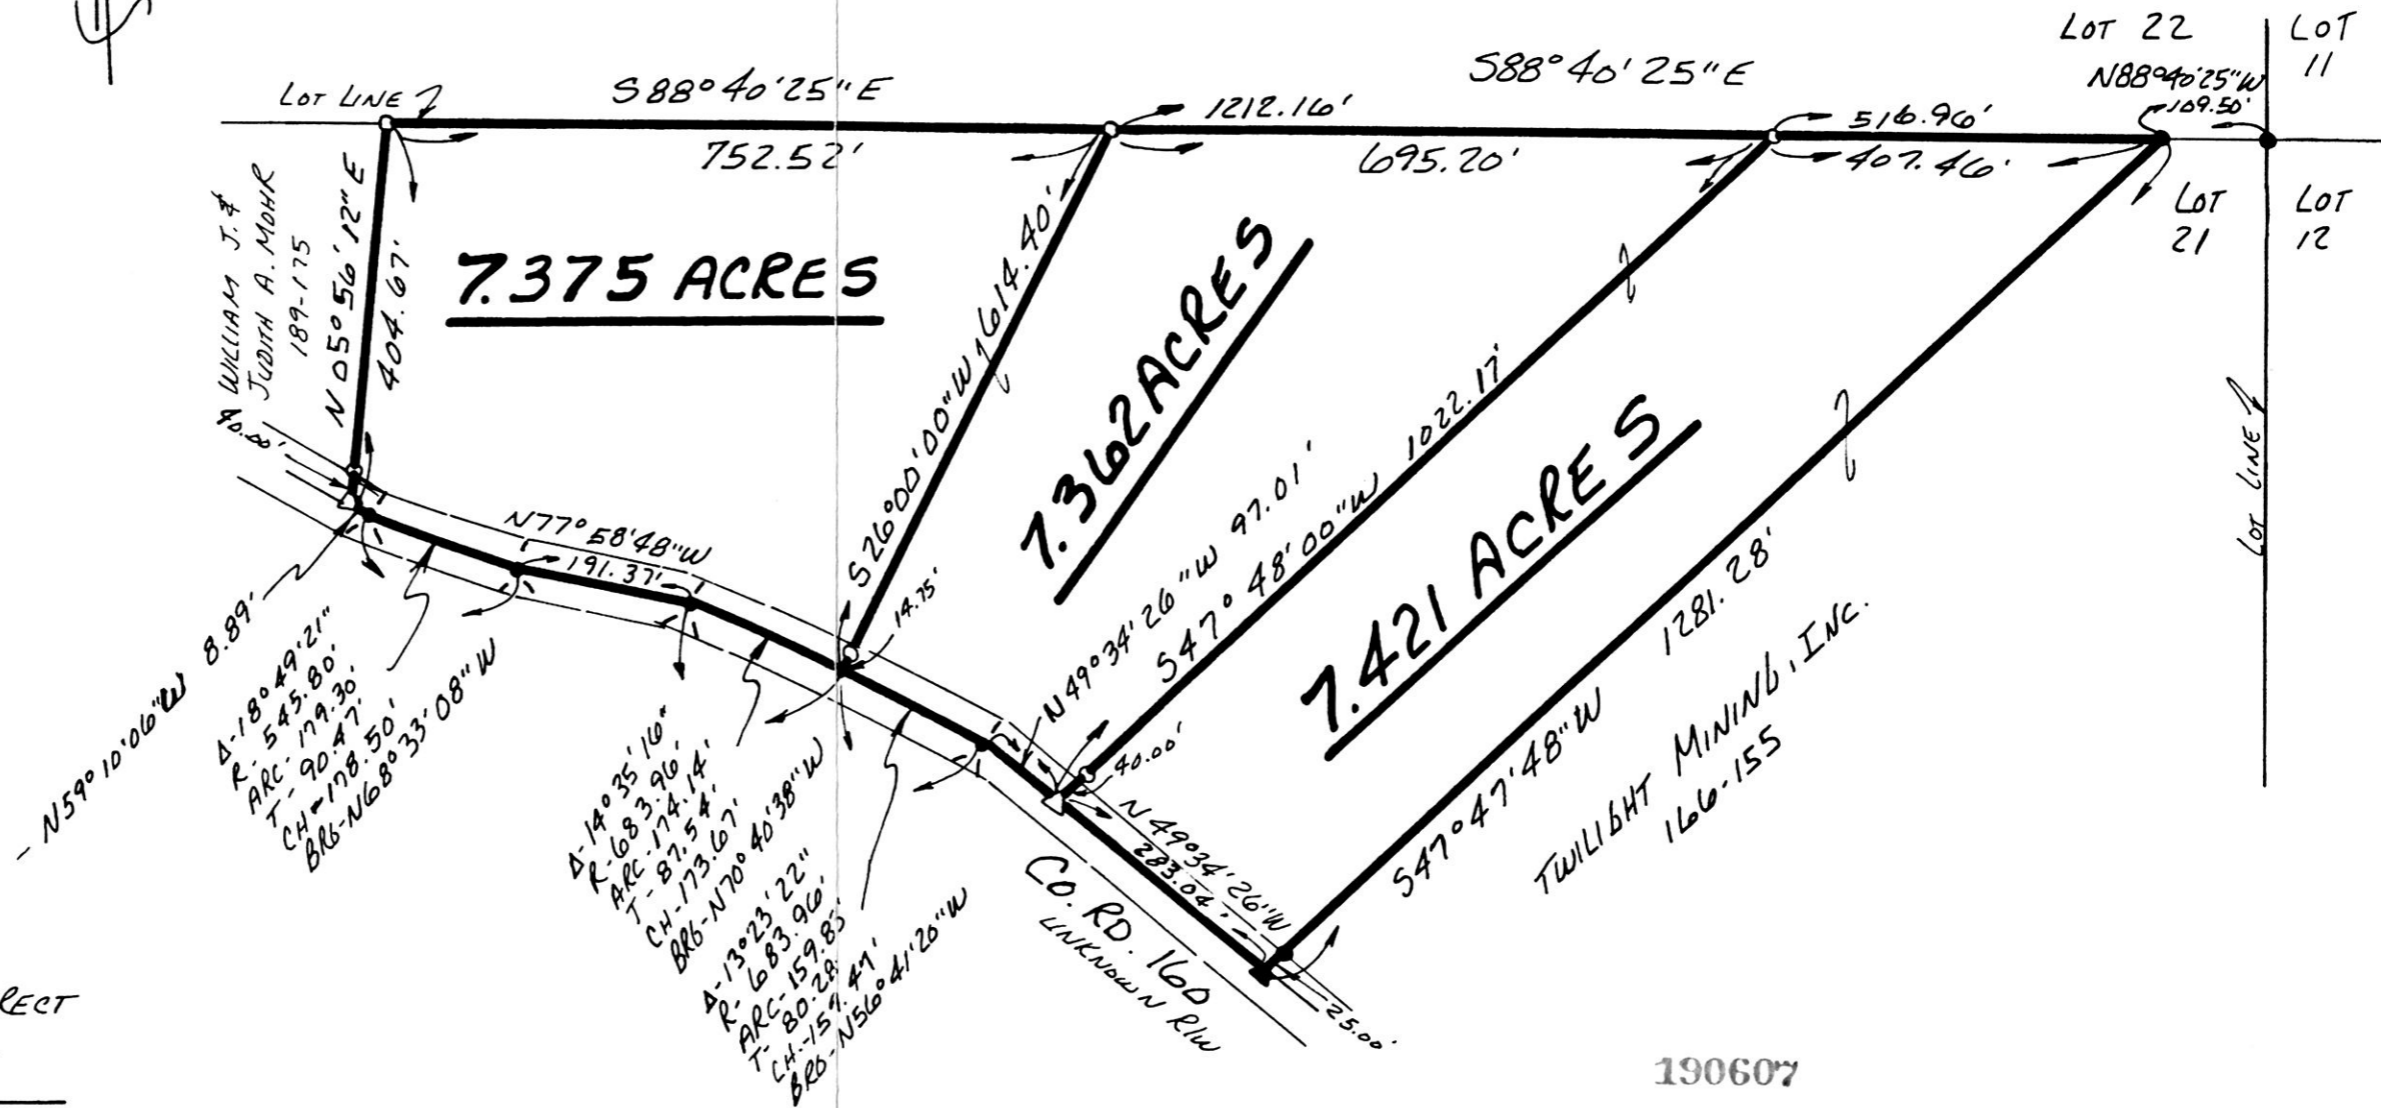 LOT 22
LOT
11
S88°40'25"E
S88°40'25"E
N88°40'25"W
109.50'
LOT LINE
1212.16'
516.96'
752.52'
695.20'
407.46'
LOT
21
LOT
12
WILLIAM J. &
JUDITH A. MOHR
189-175
N05°56'12"E
404.67'
7.375 ACRES
S26°00'00"W 614.40'
7.362 ACRES
S47°48'00"W 1022.17'
7.421 ACRES
S47°47'48"W 1281.28'
LOT LINE
TWILIGHT MINING, INC.
166-155
40.00'
N77°58'48"W
191.37'
14.75'
N49°34'26"W 97.01'
40.00'
N49°34'26"W
283.04'
25.00'
CO. RD. 160
UNKNOWN R/W
- N59°10'06"W 8.89'
Δ-18°49'21"
R- 545.80'
ARC- 179.30'
T- 90.47'
CH-178.50'
BRG-N68°33'08"W
Δ-14°35'16"
R-683.96'
ARC-174.14'
T-87.54'
CH-173.67'
BRG-N70°40'38"W
Δ-13°23'22"
R-683.96'
ARC-159.83'
T- 80.28'
CH-159.47'
BRG-N56°41'20"W
RECT
190607